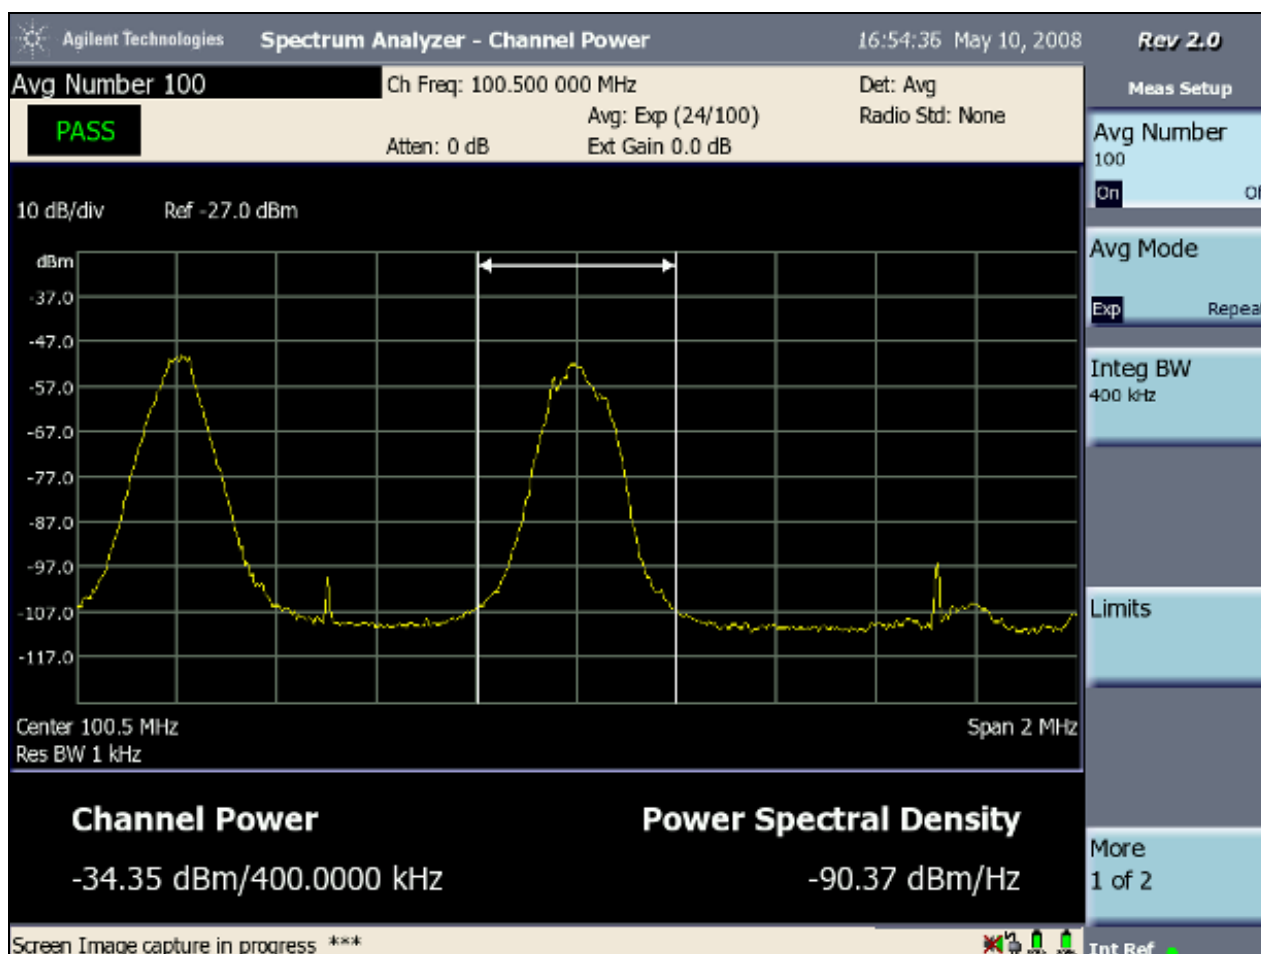 Agilent Technologies Spectrum Analyzer - Channel Power 16:54:36 May 10, 2008 Rev 2.0
Avg Number 100 Ch Freq: 100.500 000 MHz Det: Avg
PASS Avg: Exp (24/100) Radio Std: None
Atten: 0 dB Ext Gain 0.0 dB
10 dB/div Ref -27.0 dBm
dBm
-37.0
-47.0
-57.0
-67.0
-77.0
-87.0
-97.0
-107.0
-117.0
Center 100.5 MHz Span 2 MHz
Res BW 1 kHz
Channel Power Power Spectral Density
-34.35 dBm/400.0000 kHz -90.37 dBm/Hz
Screen Image capture in progress ***
Meas Setup
Avg Number
100
On
Avg Mode
Exp Repeat
Integ BW
400 kHz
Limits
More
1 of 2
Int Ref